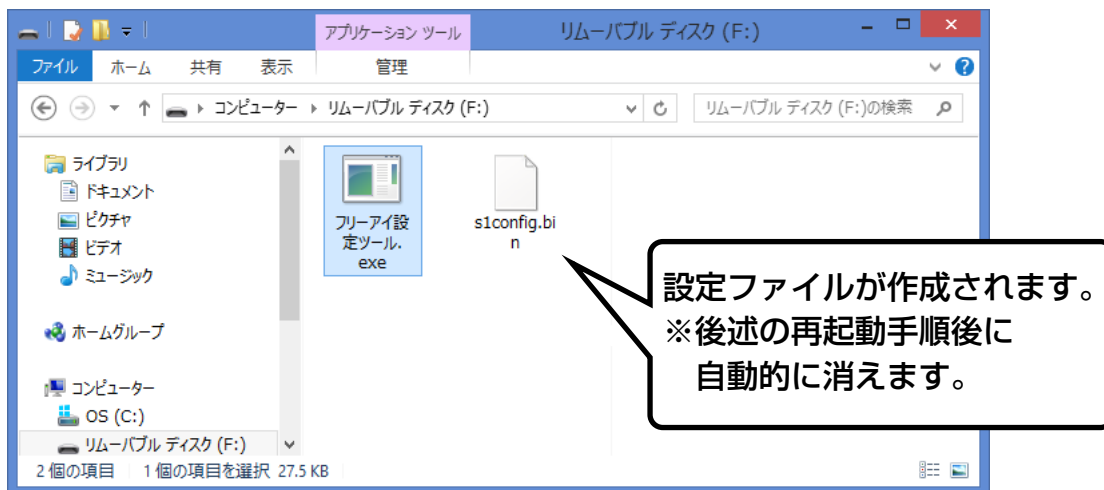 アプリケーション ツール
リムーバブル ディスク (F:)
ファイル ホーム 共有 表示 管理
コンピューター リムーバブル ディスク (F:)
リムーバブル ディスク (F:)の検索
ライブラリ
ドキュメント
ピクチャ
ビデオ
ミュージック
ホームグループ
コンピューター
OS (C:)
リムーバブル ディスク (F:)
フリーアイ設
定ツール.
exe
s1config.bi
n
設定ファイルが作成されます。
※後述の再起動手順後に
自動的に消えます。
2 個の項目 1 個の項目を選択 27.5 KB